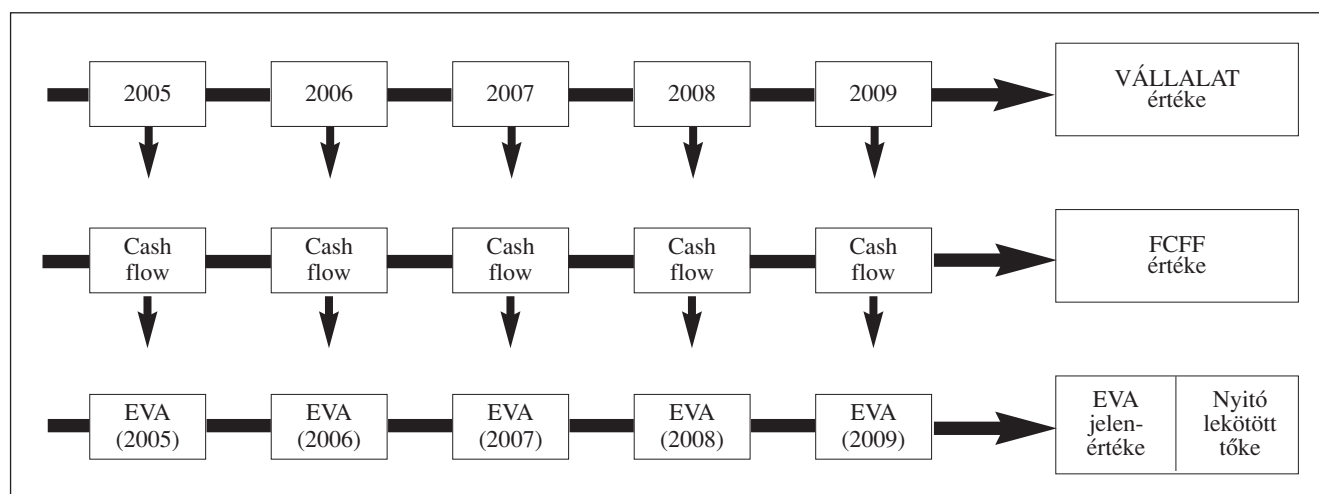 2005
2006
2007
2008
2009
VÁLLALAT
értéke
Cash
flow
Cash
flow
Cash
flow
Cash
flow
Cash
flow
FCFF
értéke
EVA
(2005)
EVA
(2006)
EVA
(2007)
EVA
(2008)
EVA
(2009)
EVA
jelen-
értéke
Nyitó
lekötött
tőke